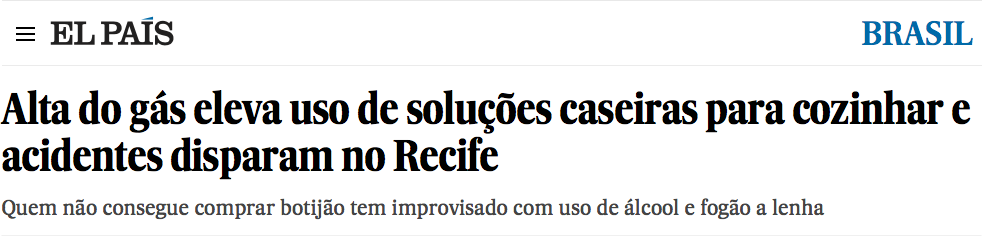 EL PAÍS
BRASIL
Alta do gás eleva uso de soluções caseiras para cozinhar e
acidentes disparam no Recife
Quem não consegue comprar botijão tem improvisado com uso de álcool e fogão a lenha